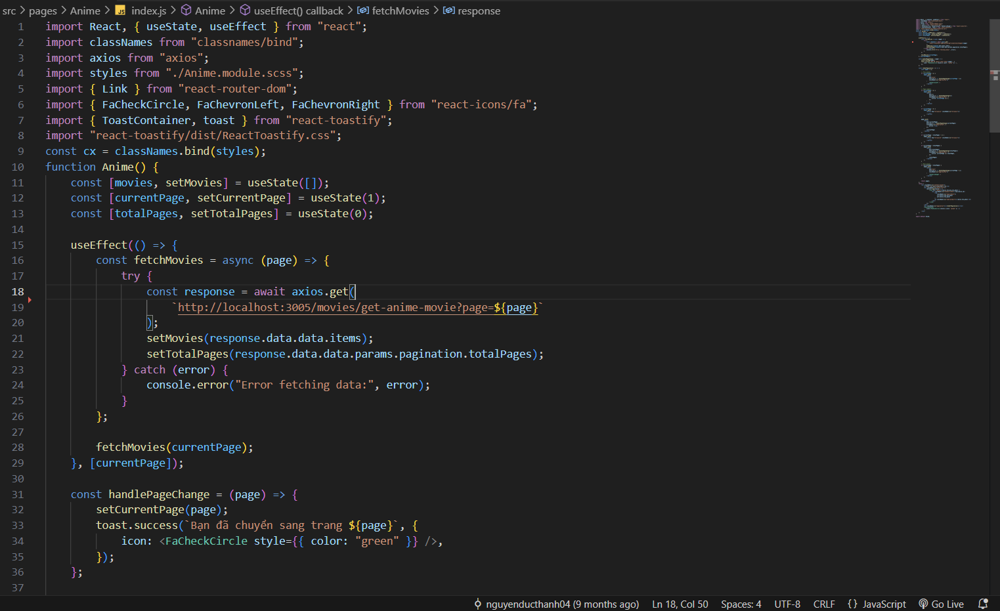 src > pages > Anime > JS index.js > Anime > useEffect() callback > fetchMovies > response
1 import React, { useState, useEffect } from "react";
2 import classNames from "classnames/bind";
3 import axios from "axios";
4 import styles from "./Anime.module.scss";
5 import { Link } from "react-router-dom";
6 import { FaCheckCircle, FaChevronLeft, FaChevronRight } from "react-icons/fa";
7 import { ToastContainer, toast } from "react-toastify";
8 import "react-toastify/dist/ReactToastify.css";
9 const cx = classNames.bind(styles);
10 function Anime() {
11 const [movies, setMovies] = useState([]);
12 const [currentPage, setCurrentPage] = useState(1);
13 const [totalPages, setTotalPages] = useState(0);
14
15 useEffect(() => {
16 const fetchMovies = async (page) => {
17 try {
18 const response = await axios.get(
19 `http://localhost:3005/movies/get-anime-movie?page=${page}`
20 );
21 setMovies(response.data.data.items);
22 setTotalPages(response.data.data.params.pagination.totalPages);
23 } catch (error) {
24 console.error("Error fetching data:", error);
25 }
26 };
27
28 fetchMovies(currentPage);
29 }, [currentPage]);
30
31 const handlePageChange = (page) => {
32 setCurrentPage(page);
33 toast.success(`Bạn đã chuyển sang trang ${page}`, {
34 icon: <FaCheckCircle style={{ color: "green" }} />,
35 });
36 };
37
nguyenducthanh04 (9 months ago) Ln 18, Col 50 Spaces: 4 UTF-8 CRLF {} JavaScript Go Live